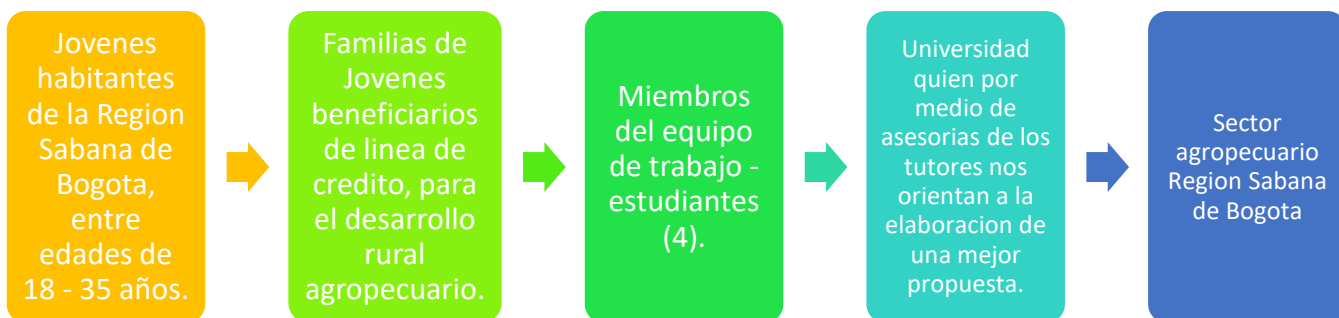 Jovenes
habitantes
de la Region
Sabana de
Bogota,
entre
edades de
18 - 35 años.
Familias de
Jovenes
beneficiarios
de linea de
credito, para
el desarrollo
rural
agropecuario.
Miembros
del equipo
de trabajo -
estudiantes
(4).
Universidad
quien por
medio de
asesorias de los
tutores nos
orientan a la
elaboracion de
una mejor
propuesta.
Sector
agropecuario
Region Sabana
de Bogota